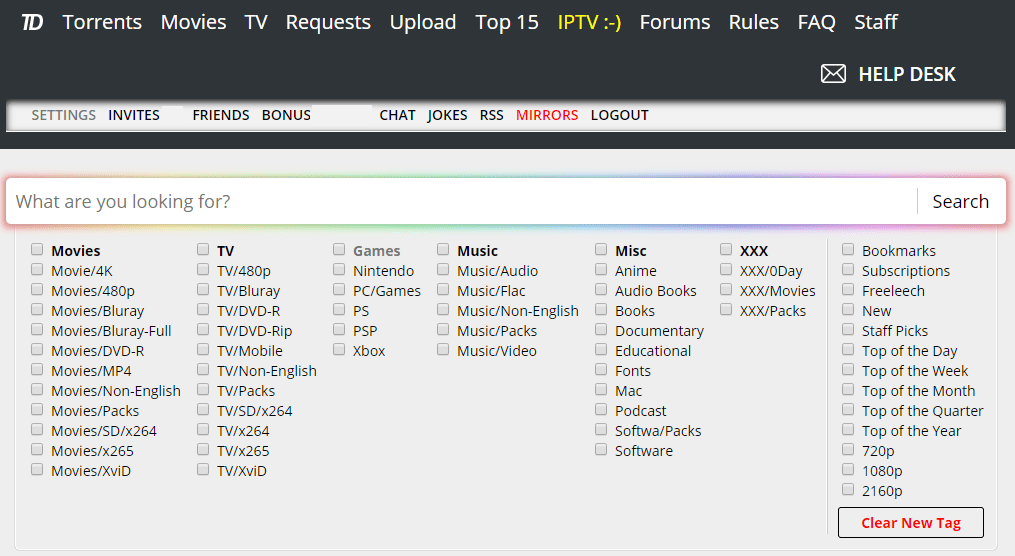 TD Torrents Movies TV Requests Upload Top 15 IPTV :-) Forums Rules FAQ Staff
HELP DESK
SETTINGS INVITES FRIENDS BONUS CHAT JOKES RSS MIRRORS LOGOUT
What are you looking for? Search
Movies TV Games Music Misc XXX Bookmarks
Movie/4K TV/480p Nintendo Music/Audio Anime XXX/0Day Subscriptions
Movies/480p TV/Bluray PC/Games Music/Flac Audio Books XXX/Movies Freeleech
Movies/Bluray TV/DVD-R PS Music/Non-English Books XXX/Packs New
Movies/Bluray-Full TV/DVD-Rip PSP Music/Packs Documentary Staff Picks
Movies/DVD-R TV/Mobile Xbox Music/Video Educational Top of the Day
Movies/MP4 TV/Non-English Fonts Top of the Week
Movies/Non-English TV/Packs Mac Top of the Month
Movies/Packs TV/SD/x264 Podcast Top of the Quarter
Movies/SD/x264 TV/x264 Softwa/Packs Top of the Year
Movies/x265 TV/x265 Software 720p
Movies/XviD TV/XviD 1080p
2160p
Clear New Tag